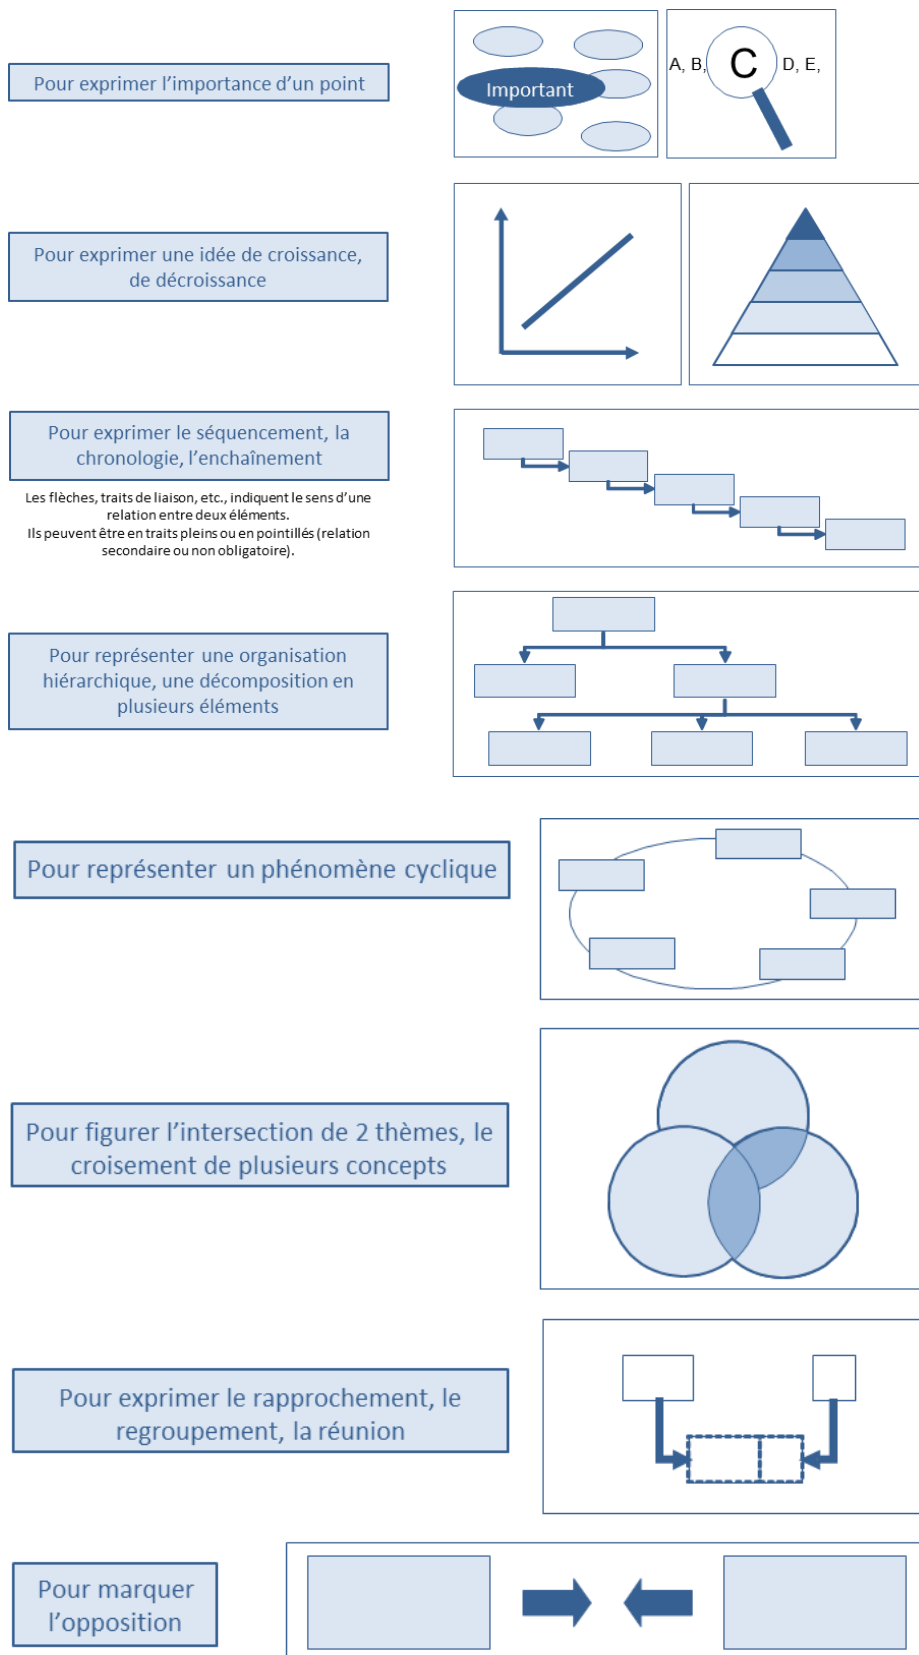 Pour exprimer l'importance d'un point
Important
A, B, C D, E,
Pour exprimer une idée de croissance,
de décroissance
Pour exprimer le séquencement, la
chronologie, l'enchaînement
Les flèches, traits de liaison, etc., indiquent le sens d'une
relation entre deux éléments.
Ils peuvent être en traits pleins ou en pointillés (relation
secondaire ou non obligatoire).
Pour représenter une organisation
hiérarchique, une décomposition en
plusieurs éléments
Pour représenter un phénomène cyclique
Pour figurer l'intersection de 2 thèmes, le
croisement de plusieurs concepts
Pour exprimer le rapprochement, le
regroupement, la réunion
Pour marquer
l'opposition